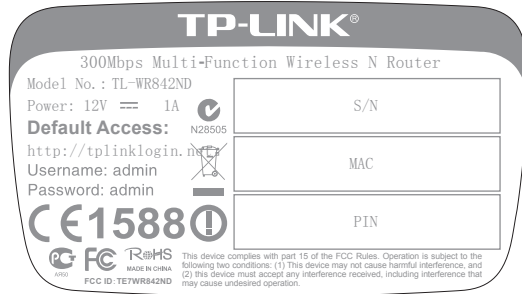 TP-LINK®
300Mbps Multi-Function Wireless N Router
Model No.: TL-WR842ND
Power: 12V 1A
N28505
Default Access:
http://tplinklogin.net
Username: admin
Password: admin
S/N
MAC
PIN
CE1588
RoHS
MADE IN CHINA
FC
FCC ID: TE7WR842ND
This device complies with part 15 of the FCC Rules. Operation is subject to the
following two conditions: (1) This device may not cause harmful interference, and
(2) this device must accept any interference received, including interference that
may cause undesired operation.